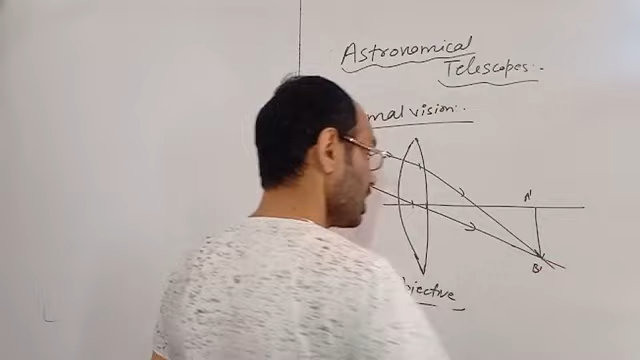 Astronomical
Telescopes:-
mal vision:-
A'
B'
bjective